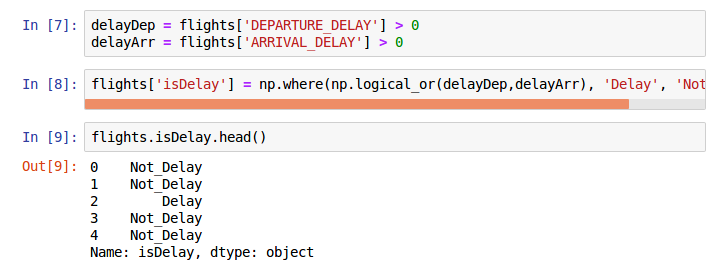 In [7]: delayDep = flights['DEPARTURE_DELAY'] > 0
delayArr = flights['ARRIVAL_DELAY'] > 0
In [8]: flights['isDelay'] = np.where(np.logical_or(delayDep,delayArr), 'Delay', 'Not
In [9]: flights.isDelay.head()
Out[9]: 0 Not_Delay
1 Not_Delay
2 Delay
3 Not_Delay
4 Not_Delay
Name: isDelay, dtype: object